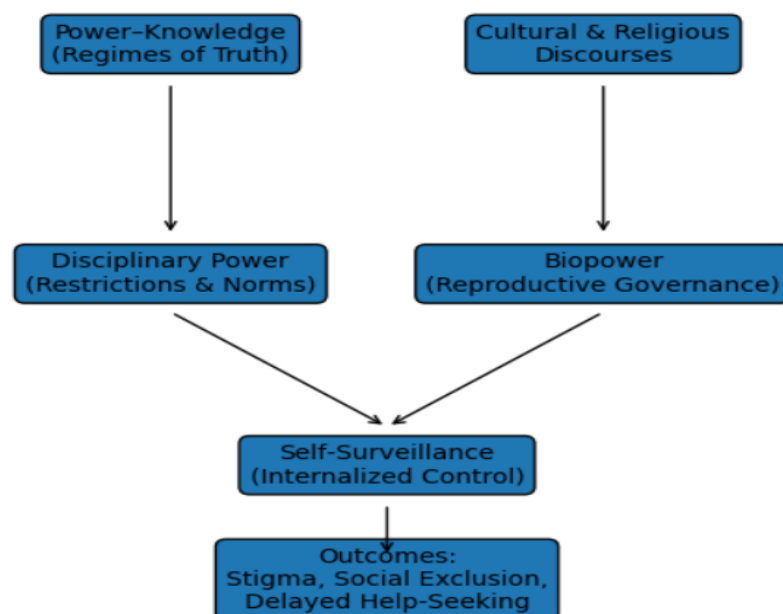 Power–Knowledge
(Regimes of Truth)
Cultural & Religious
Discourses
Disciplinary Power
(Restrictions & Norms)
Biopower
(Reproductive Governance)
Self-Surveillance
(Internalized Control)
Outcomes:
Stigma, Social Exclusion,
Delayed Help-Seeking